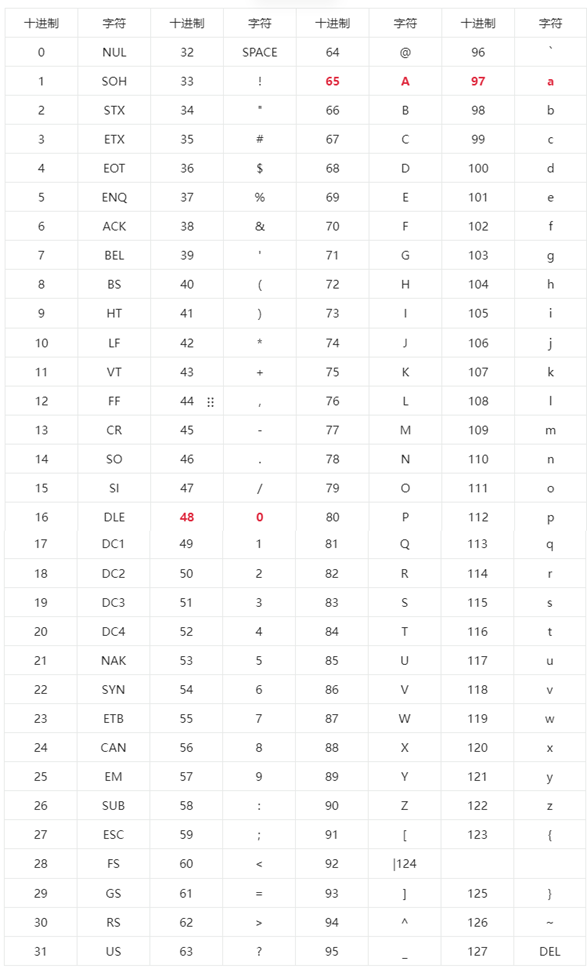 十进制 字符 十进制 字符 十进制 字符 十进制 字符
0 NUL 32 SPACE 64 @ 96 `
1 SOH 33 ! 65 A 97 a
2 STX 34 " 66 B 98 b
3 ETX 35 # 67 C 99 c
4 EOT 36 $ 68 D 100 d
5 ENQ 37 % 69 E 101 e
6 ACK 38 & 70 F 102 f
7 BEL 39 ' 71 G 103 g
8 BS 40 ( 72 H 104 h
9 HT 41 ) 73 I 105 i
10 LF 42 * 74 J 106 j
11 VT 43 + 75 K 107 k
12 FF 44 , 76 L 108 l
13 CR 45 - 77 M 109 m
14 SO 46 . 78 N 110 n
15 SI 47 / 79 O 111 o
16 DLE 48 0 80 P 112 p
17 DC1 49 1 81 Q 113 q
18 DC2 50 2 82 R 114 r
19 DC3 51 3 83 S 115 s
20 DC4 52 4 84 T 116 t
21 NAK 53 5 85 U 117 u
22 SYN 54 6 86 V 118 v
23 ETB 55 7 87 W 119 w
24 CAN 56 8 88 X 120 x
25 EM 57 9 89 Y 121 y
26 SUB 58 : 90 Z 122 z
27 ESC 59 ; 91 [ 123 {
28 FS 60 < 92 |124
29 GS 61 = 93 ] 125 }
30 RS 62 > 94 ^ 126 ~
31 US 63 ? 95 _ 127 DEL